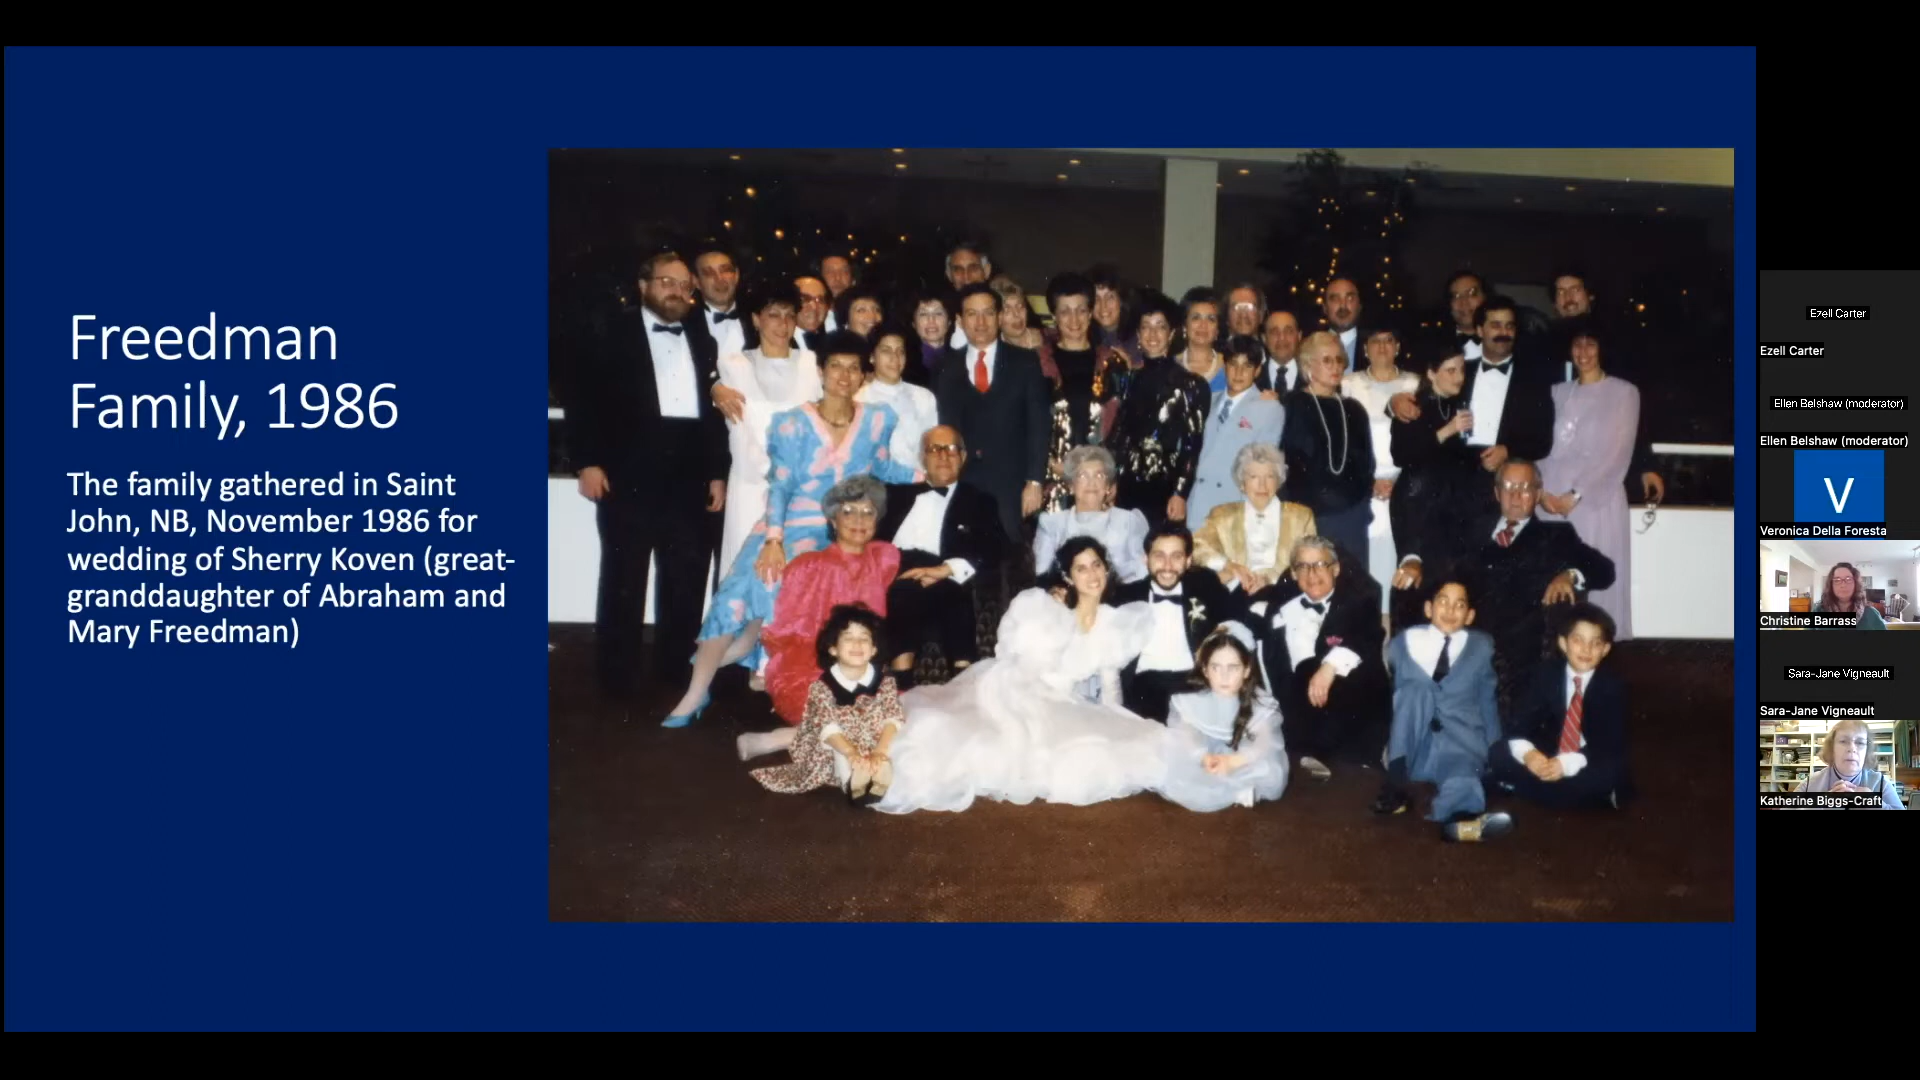 Freedman
Family, 1986
The family gathered in Saint
John, NB, November 1986 for
wedding of Sherry Koven (great-
granddaughter of Abraham and
Mary Freedman)
Ezell Carter
Ezell Carter
Ellen Belshaw (moderator)
Ellen Belshaw (moderator)
V
Veronica Della Foresta
Christine Barrass
Sara-Jane Vigneault
Sara-Jane Vigneault
Katherine Biggs-Craft